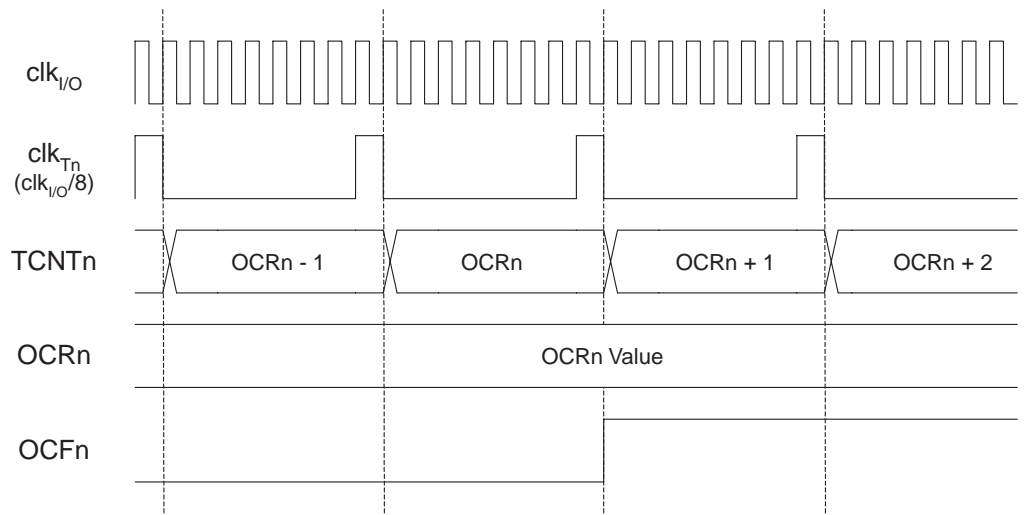 clkI/O
clkTn
(clkI/O/8)
TCNTn
OCRn - 1
OCRn
OCRn + 1
OCRn + 2
OCRn
OCRn Value
OCFn